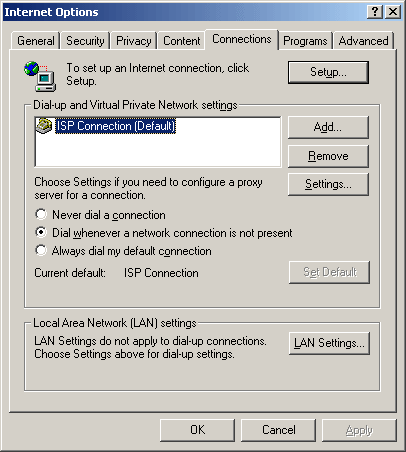 Internet Options
General Security Privacy Content Connections Programs Advanced
To set up an Internet connection, click
Setup.
Setup...
Dial-up and Virtual Private Network settings
ISP Connection (Default)
Add...
Remove
Choose Settings if you need to configure a proxy
server for a connection.
Settings...
Never dial a connection
Dial whenever a network connection is not present
Always dial my default connection
Current default: ISP Connection
Set Default
Local Area Network (LAN) settings
LAN Settings do not apply to dial-up connections.
Choose Settings above for dial-up settings.
LAN Settings...
OK Cancel Apply